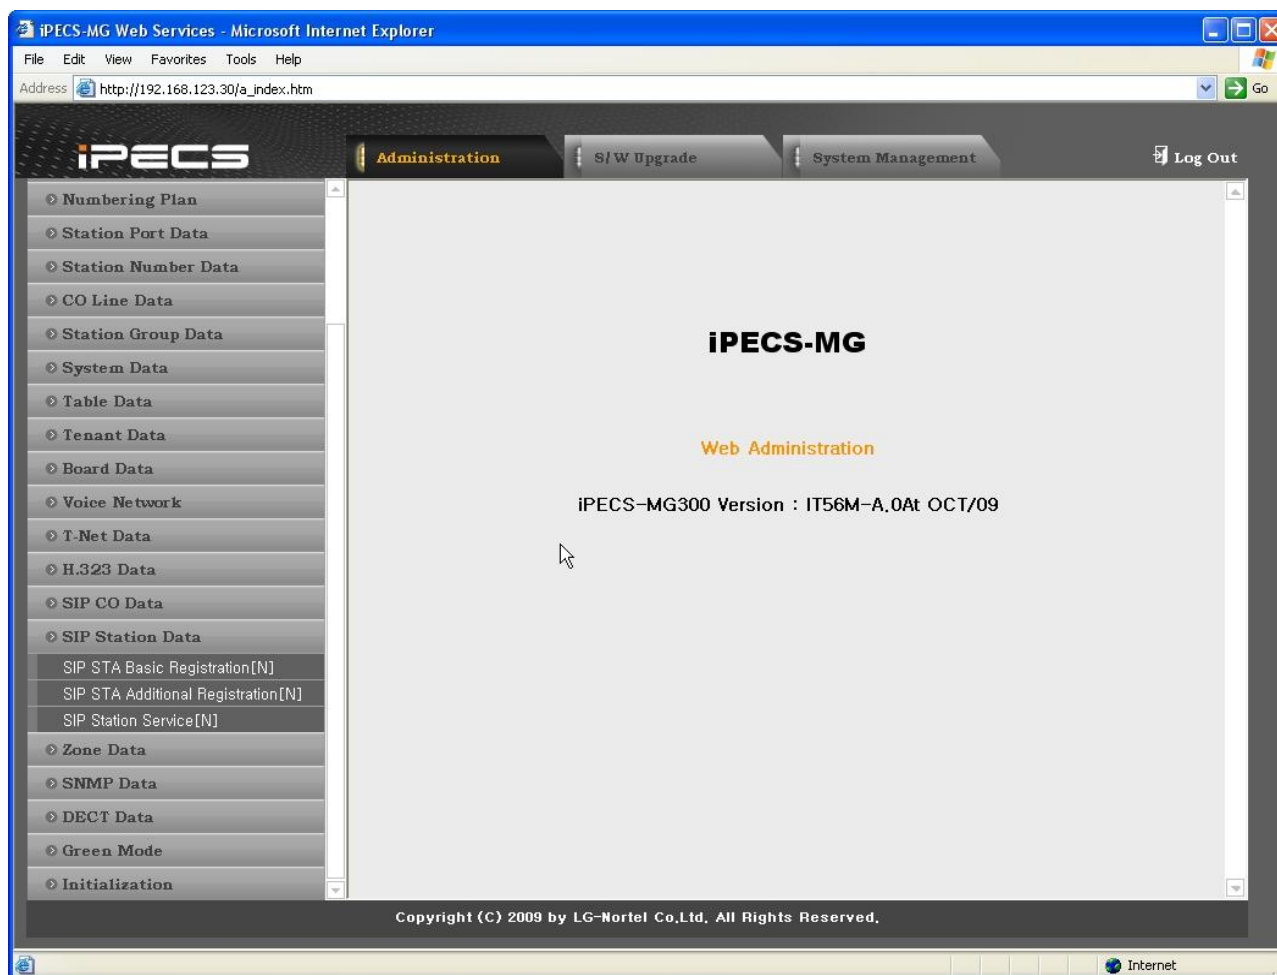 iPECS-MG Web Services - Microsoft Internet Explorer
File Edit View Favorites Tools Help
Address http://192.168.123.30/a_index.htm Go
iPECS Administration S/W Upgrade System Management Log Out
Numbering Plan
Station Port Data
Station Number Data
CO Line Data
Station Group Data
System Data
Table Data
Tenant Data
Board Data
Voice Network
T-Net Data
H.323 Data
SIP CO Data
SIP Station Data
SIP STA Basic Registration[N]
SIP STA Additional Registration[N]
SIP Station Service[N]
Zone Data
SNMP Data
DECT Data
Green Mode
Initialization
iPECS-MG
Web Administration
iPECS-MG300 Version : IT56M-A.0At OCT/09
Copyright (C) 2009 by LG-Nortel Co.,Ltd. All Rights Reserved.
Internet